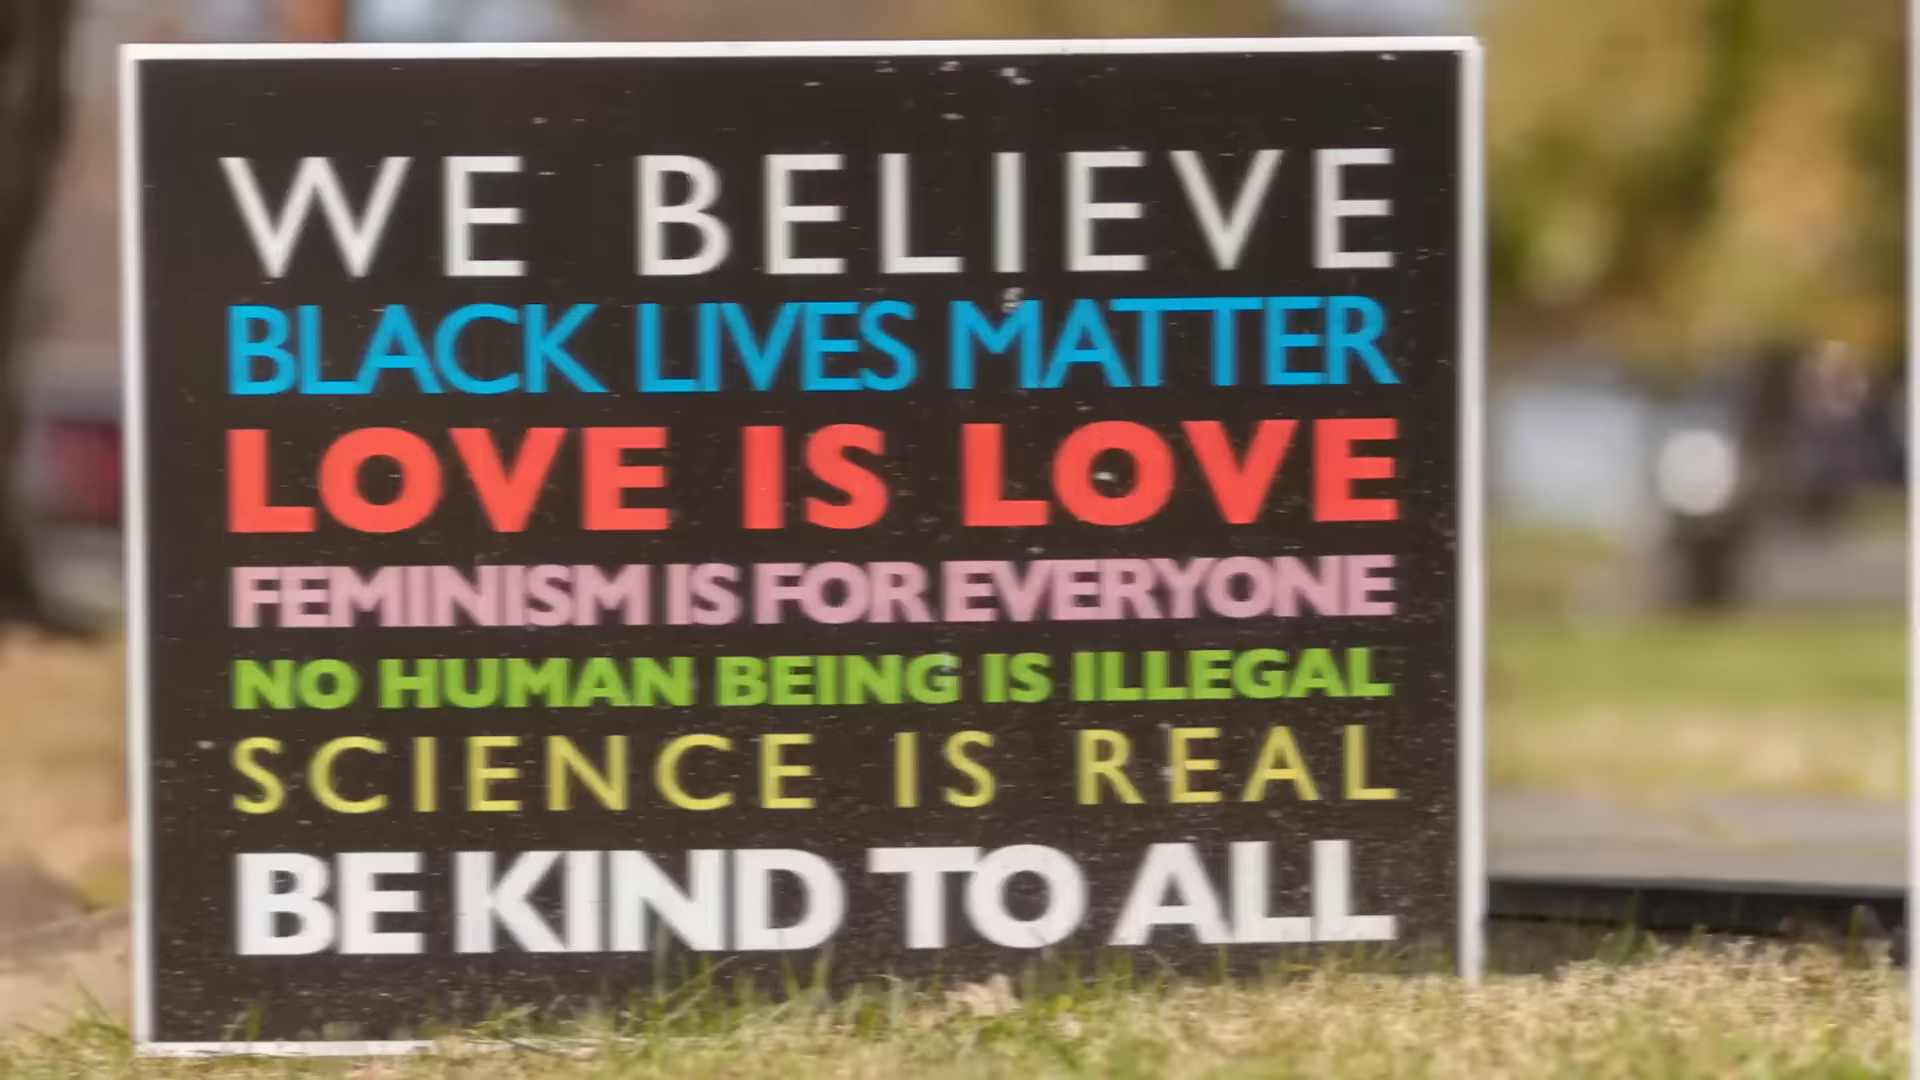 WE BELIEVE
BLACK LIVES MATTER
LOVE IS LOVE
FEMINISM IS FOR EVERYONE
NO HUMAN BEING IS ILLEGAL
SCIENCE IS REAL
BE KIND TO ALL